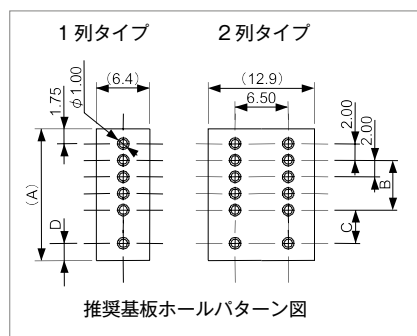 1列タイプ
2列タイプ
(6.4)
(12.9)
6.50
1.75
φ1.00
2.00
2.00
(A)
D
B
C
推奨基板ホールパターン図